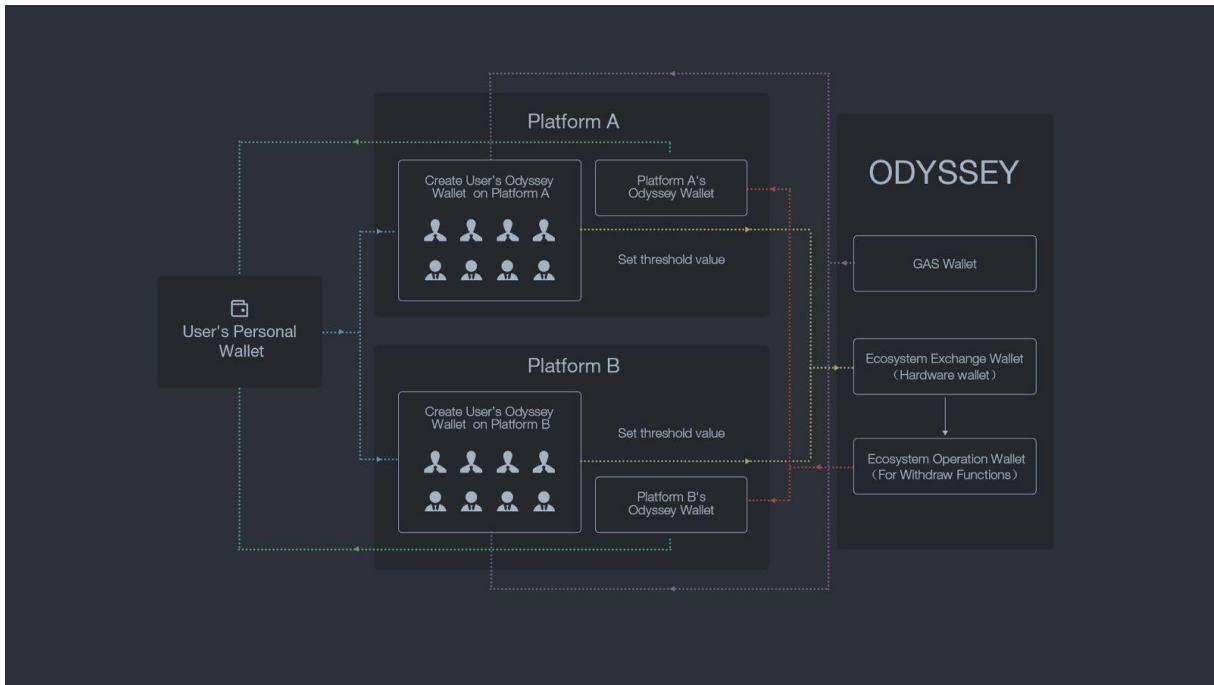 Platform A
Create User's Odyssey
Wallet on Platform A
Platform A's
Odyssey Wallet
Set threshold value
User's Personal
Wallet
Platform B
Create User's Odyssey
Wallet on Platform B
Set threshold value
Platform B's
Odyssey Wallet
ODYSSEY
GAS Wallet
Ecosystem Exchange Wallet
（Hardware wallet）
Ecosystem Operation Wallet
（For Withdraw Functions）